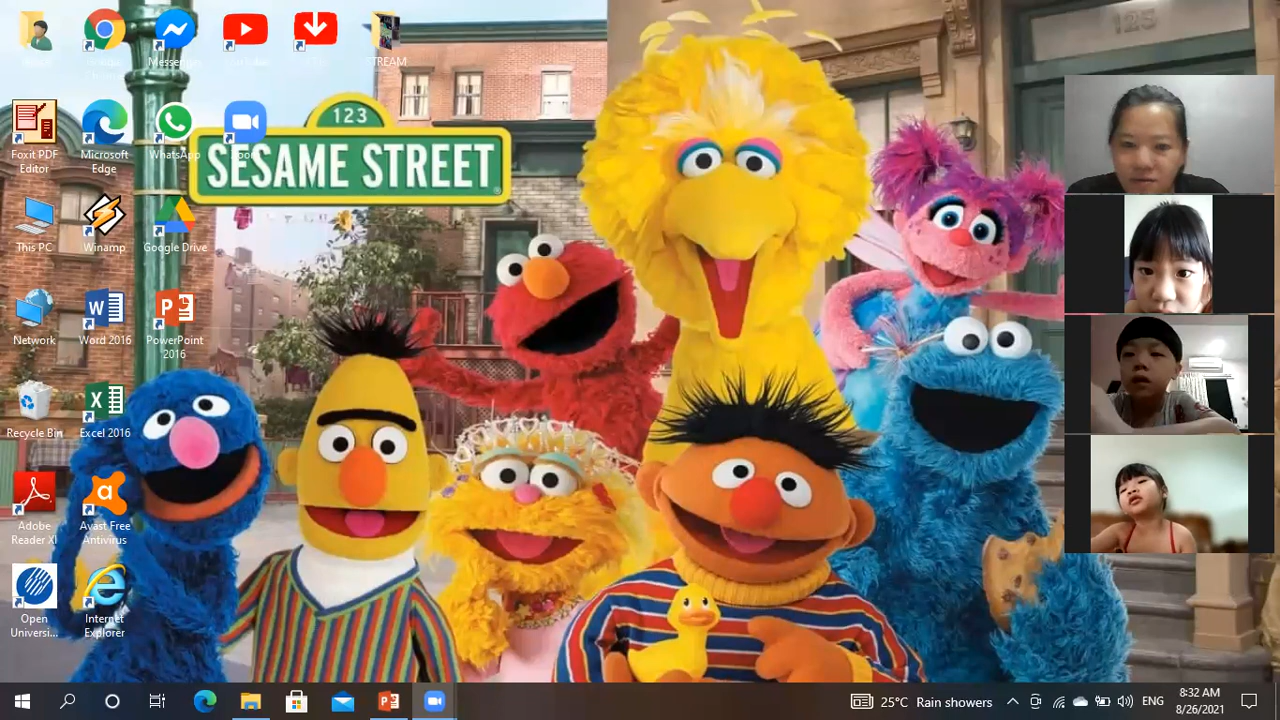 STREAM
123
SESAME STREET
123
Foxit PDF
Editor
Microsoft
Edge
WhatsApp
Zoom
This PC
Winamp
Google Drive
Network
Word 2016
PowerPoint
2016
Recycle Bin
Excel 2016
Adobe
Reader XI
Avast Free
Antivirus
Open
Universi...
Internet
Explorer
25°C Rain showers
ENG
8:32 AM
8/26/2021